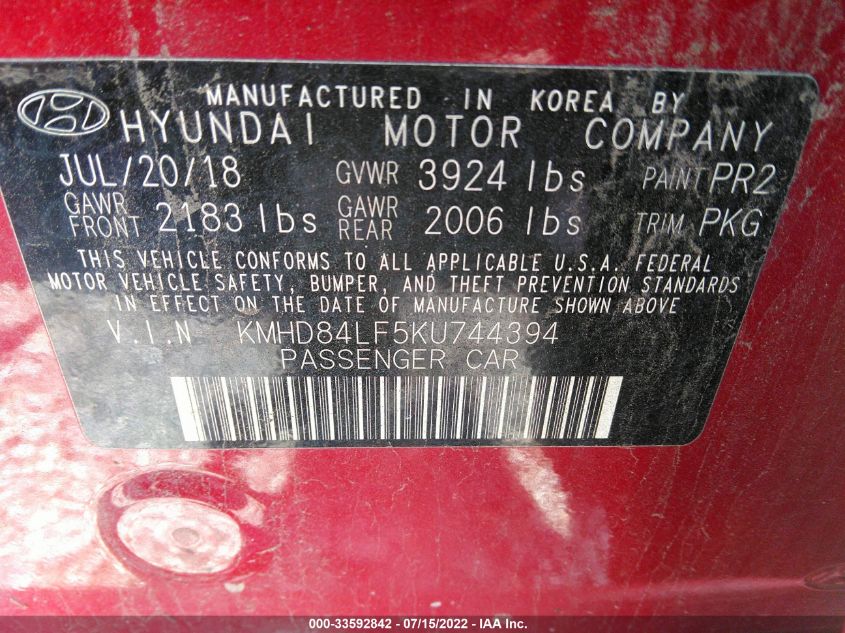 MANUFACTURED IN KOREA BY
HYUNDAI MOTOR COMPANY
JUL/20/18 GVWR 3924 lbs PAINT PR2
GAWR FRONT 2183 lbs GAWR REAR 2006 lbs TRIM PKG
THIS VEHICLE CONFORMS TO ALL APPLICABLE U.S.A. FEDERAL
MOTOR VEHICLE SAFETY, BUMPER, AND THEFT PREVENTION STANDARDS
IN EFFECT ON THE DATE OF MANUFACTURE SHOWN ABOVE
V.I.N KMHD84LF5KU744394
PASSENGER CAR
000-33592842 - 07/15/2022 - IAA Inc.